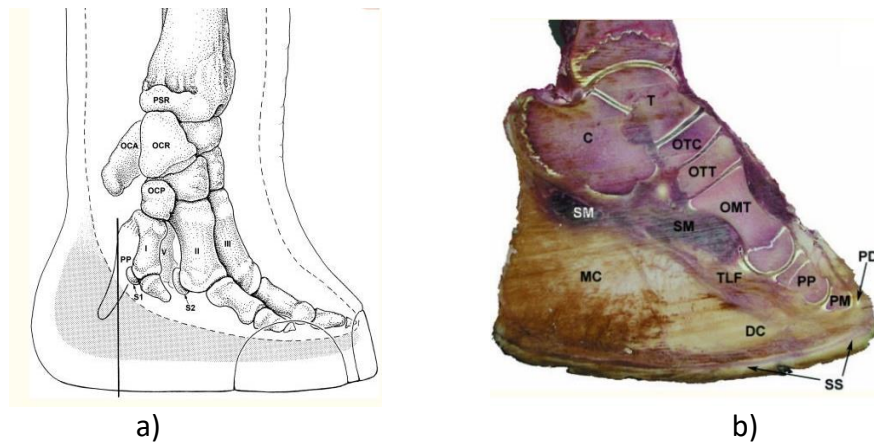 PSR
OCA
OCR
OCP
PP
I
V
II
III
S1
S2
T
C
OTC
OTT
OMT
SM
SM
MC
TLF
PP
PD
PM
DC
SS
a)
b)